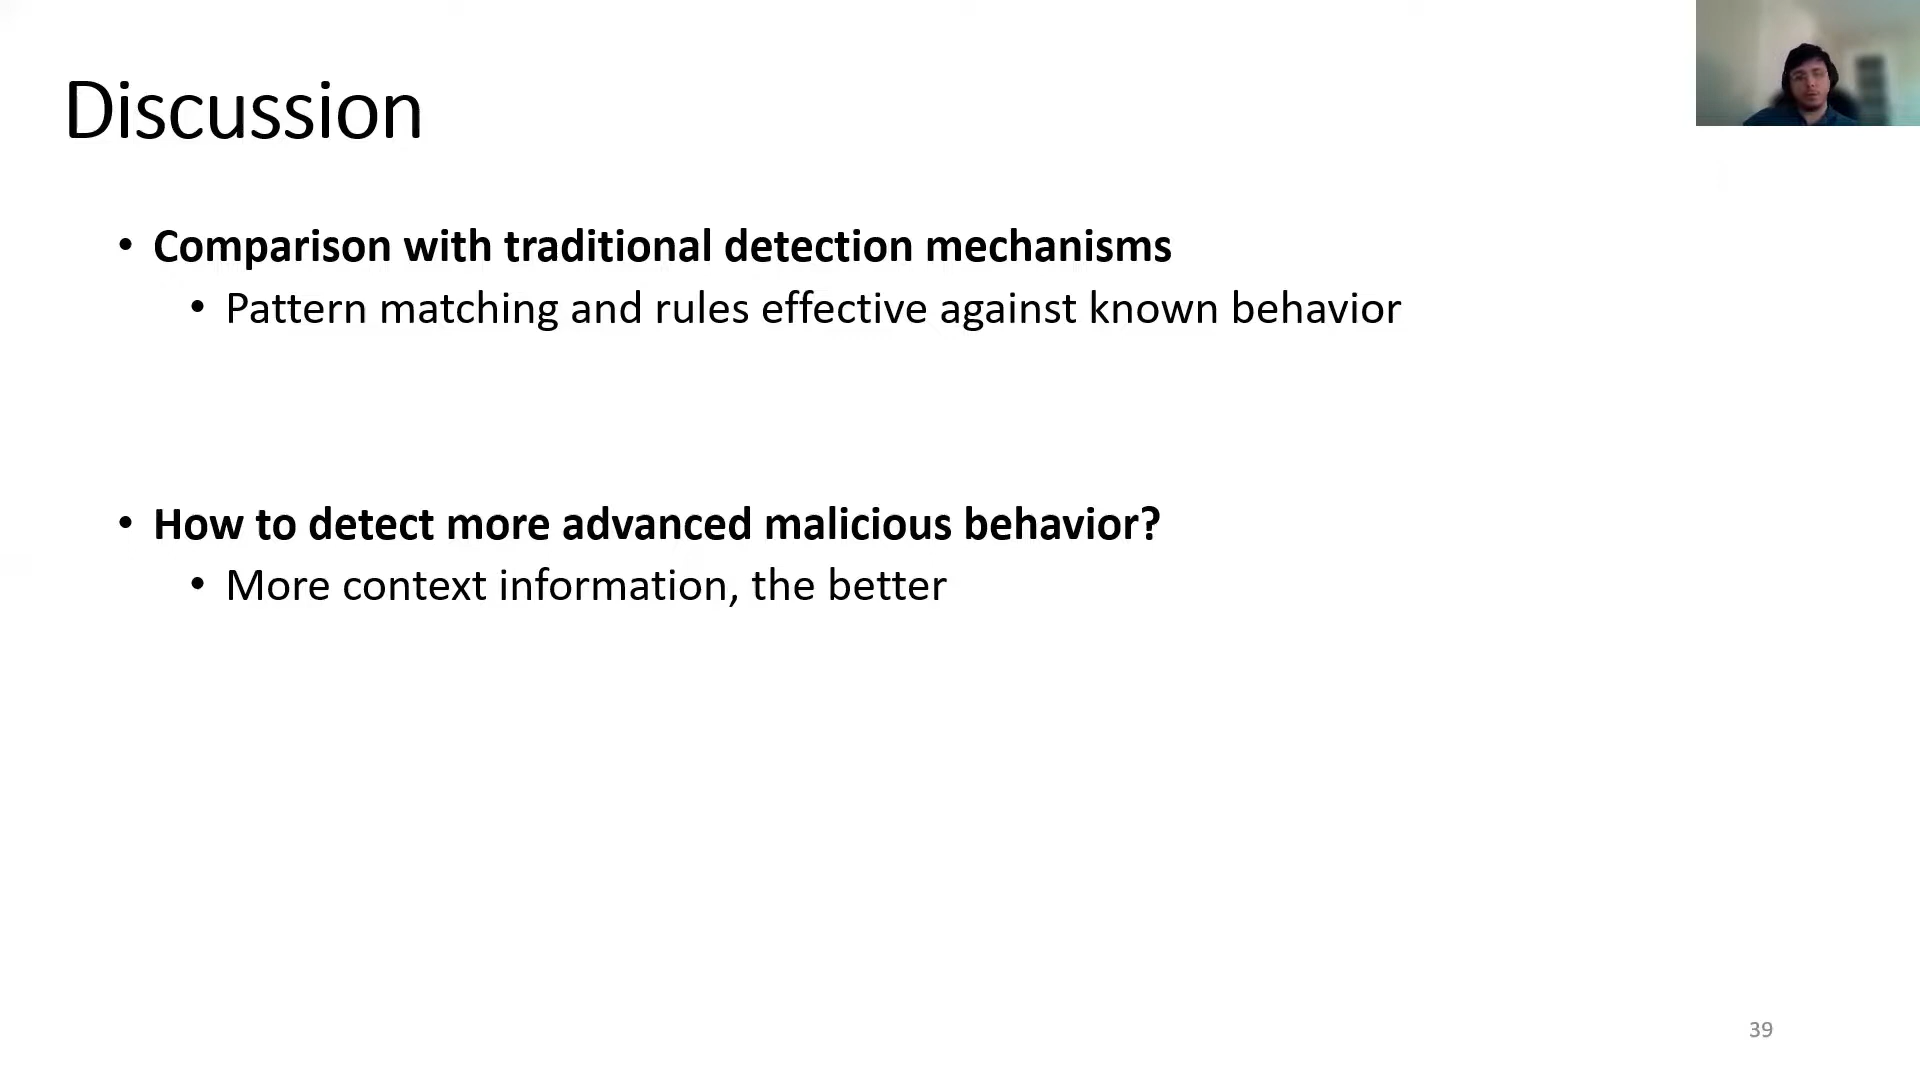 Discussion
• Comparison with traditional detection mechanisms
• Pattern matching and rules effective against known behavior
• How to detect more advanced malicious behavior?
• More context information, the better
39